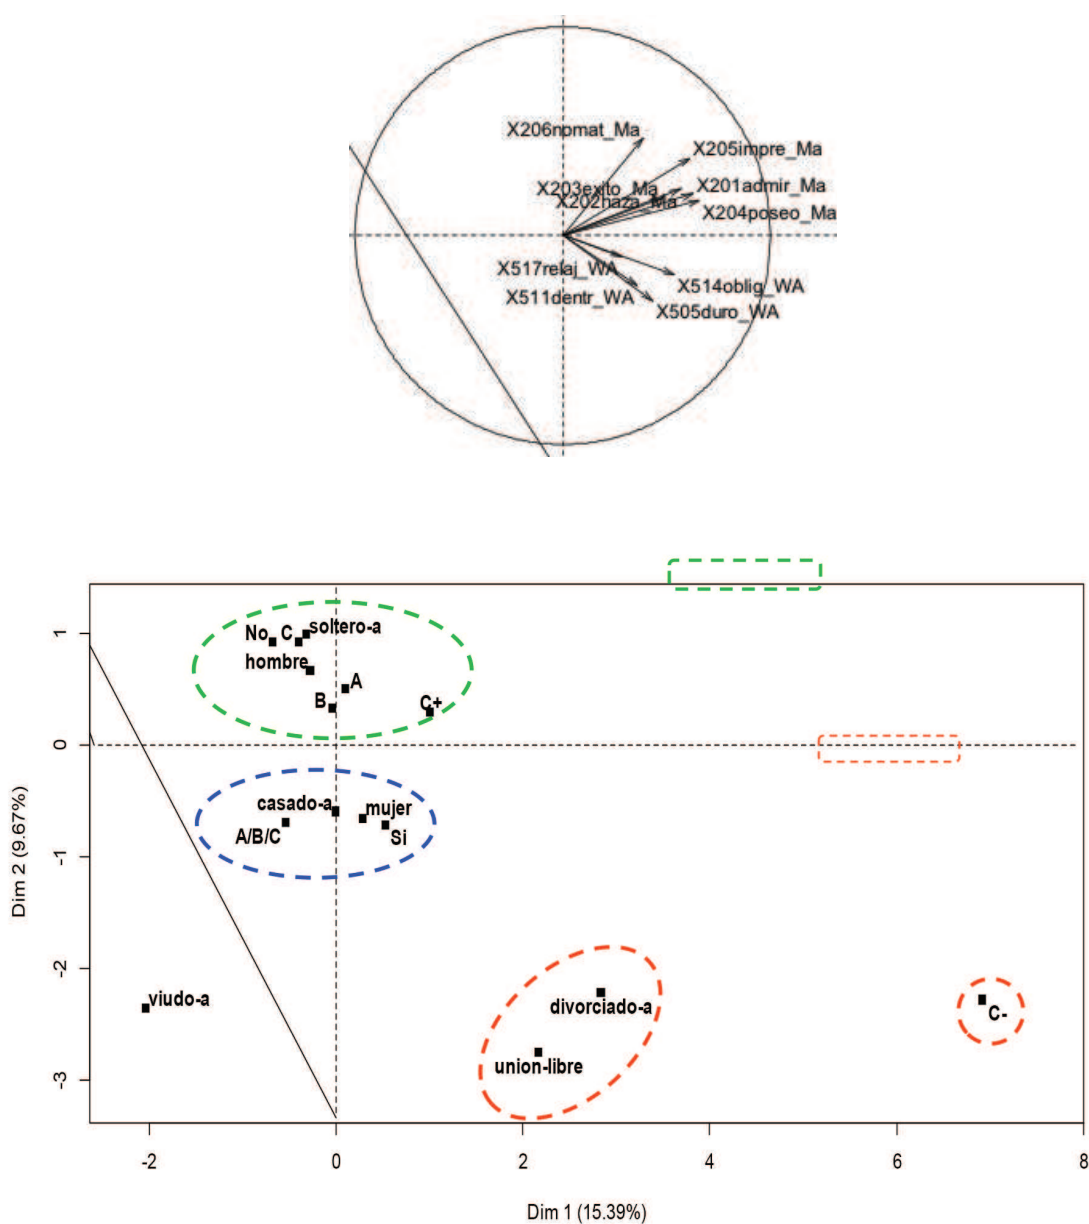 X206npmat_Ma
X205impre_Ma
X203exito_Ma X201admir_Ma
X202haza_Ma
X204poseo_Ma
X517relaj_WA
X514oblig_WA
X511dentr_WA
X505duro_WA
No C soltero-a
hombre
A
B
C+
casado-a mujer
A/B/C Si
viudo-a
divorciado-a
C-
union-libre
1
0
-1
-2
-3
Dim 2 (9.67%)
-2 0 2 4 6 8
Dim 1 (15.39%)